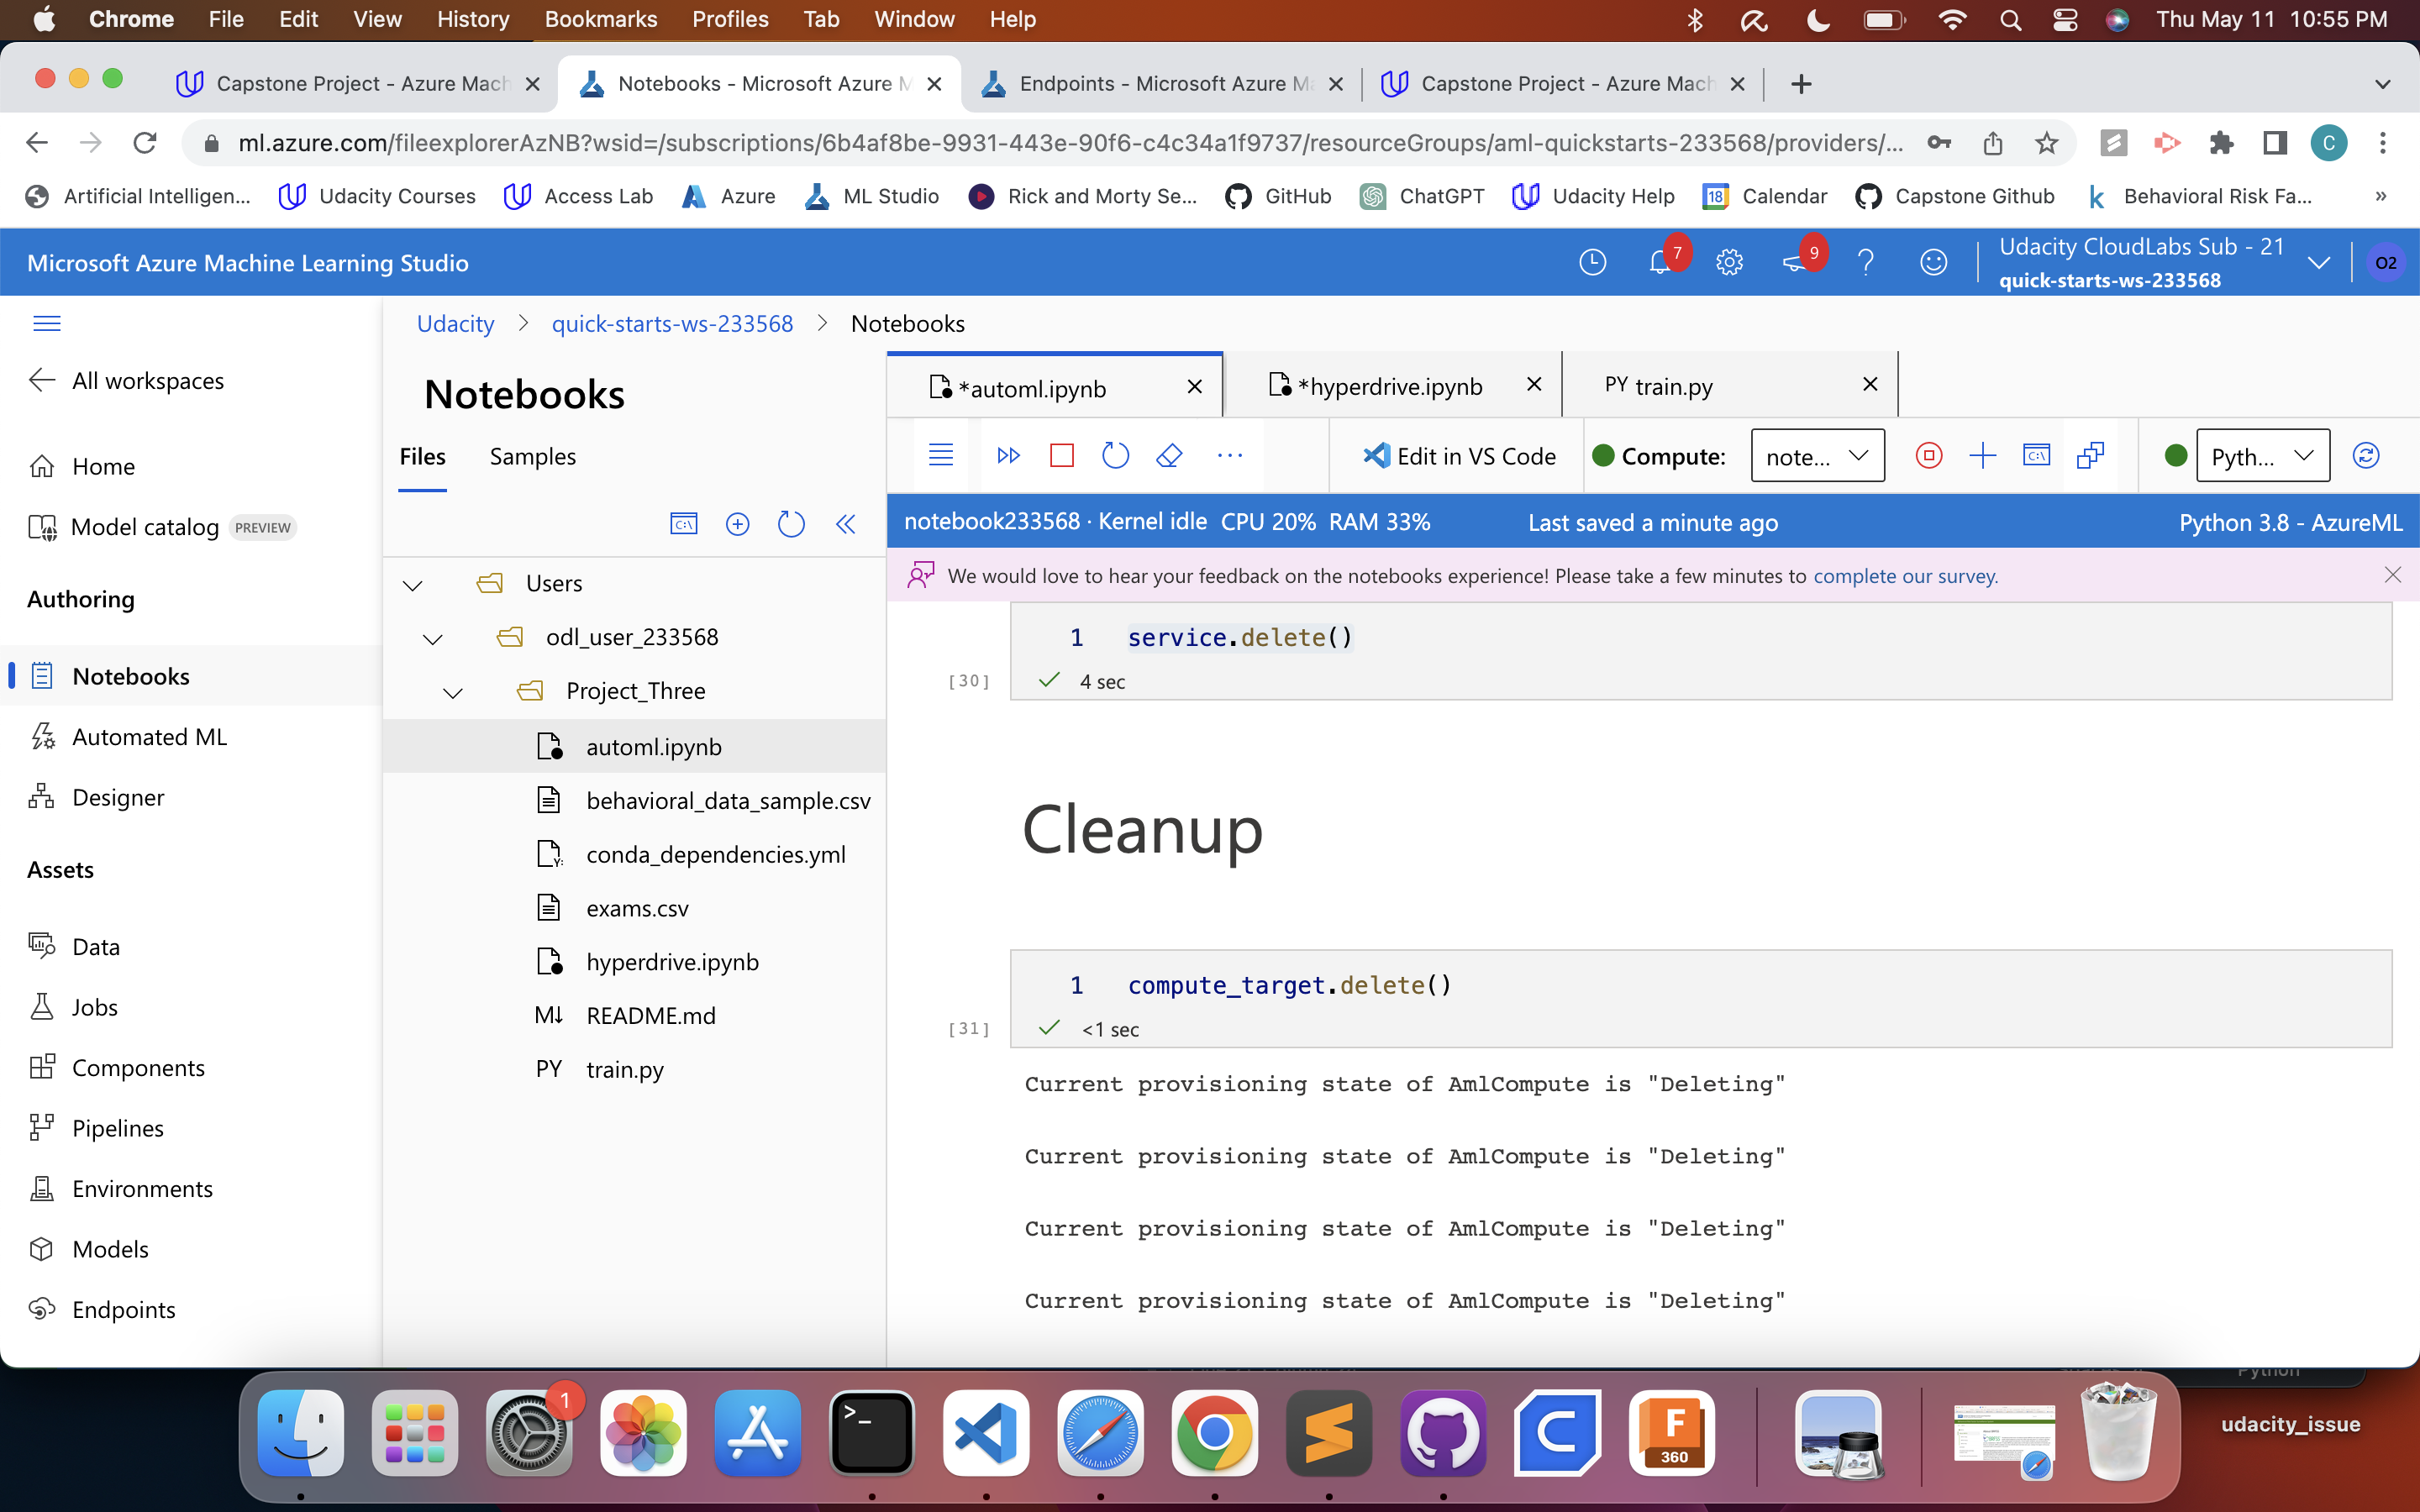 Chrome File Edit View History Bookmarks Profiles Tab Window Help Thu May 11 10:55 PM
Capstone Project - Azure Mach Notebooks - Microsoft Azure M Endpoints - Microsoft Azure Ma Capstone Project - Azure Mach
ml.azure.com/fileexplorerAzNB?wsid=/subscriptions/6b4af8be-9931-443e-90f6-c4c34a1f9737/resourceGroups/aml-quickstarts-233568/providers/... C
Artificial Intelligen... Udacity Courses Access Lab Azure ML Studio Rick and Morty Se... GitHub ChatGPT Udacity Help 18 Calendar Capstone Github k Behavioral Risk Fa... »
Microsoft Azure Machine Learning Studio 7 9 Udacity CloudLabs Sub - 21 O2
quick-starts-ws-233568
Udacity > quick-starts-ws-233568 > Notebooks
All workspaces
Home
Model catalog PREVIEW
Authoring
Notebooks
Automated ML
Designer
Assets
Data
Jobs
Components
Pipelines
Environments
Models
Endpoints
Notebooks
Files Samples
Users
odl_user_233568
Project_Three
automl.ipynb
behavioral_data_sample.csv
Y: conda_dependencies.yml
exams.csv
hyperdrive.ipynb
M↓ README.md
PY train.py
*automl.ipynb *hyperdrive.ipynb PY train.py
Edit in VS Code Compute: note... C:\ Pyth...
notebook233568 · Kernel idle CPU 20% RAM 33% Last saved a minute ago Python 3.8 - AzureML
We would love to hear your feedback on the notebooks experience! Please take a few minutes to complete our survey.
1 service.delete()
[30] 4 sec
Cleanup
1 compute_target.delete()
[31] <1 sec
Current provisioning state of AmlCompute is "Deleting"
Current provisioning state of AmlCompute is "Deleting"
Current provisioning state of AmlCompute is "Deleting"
Current provisioning state of AmlCompute is "Deleting"
Python
1
>_
F
360
udacity_issue